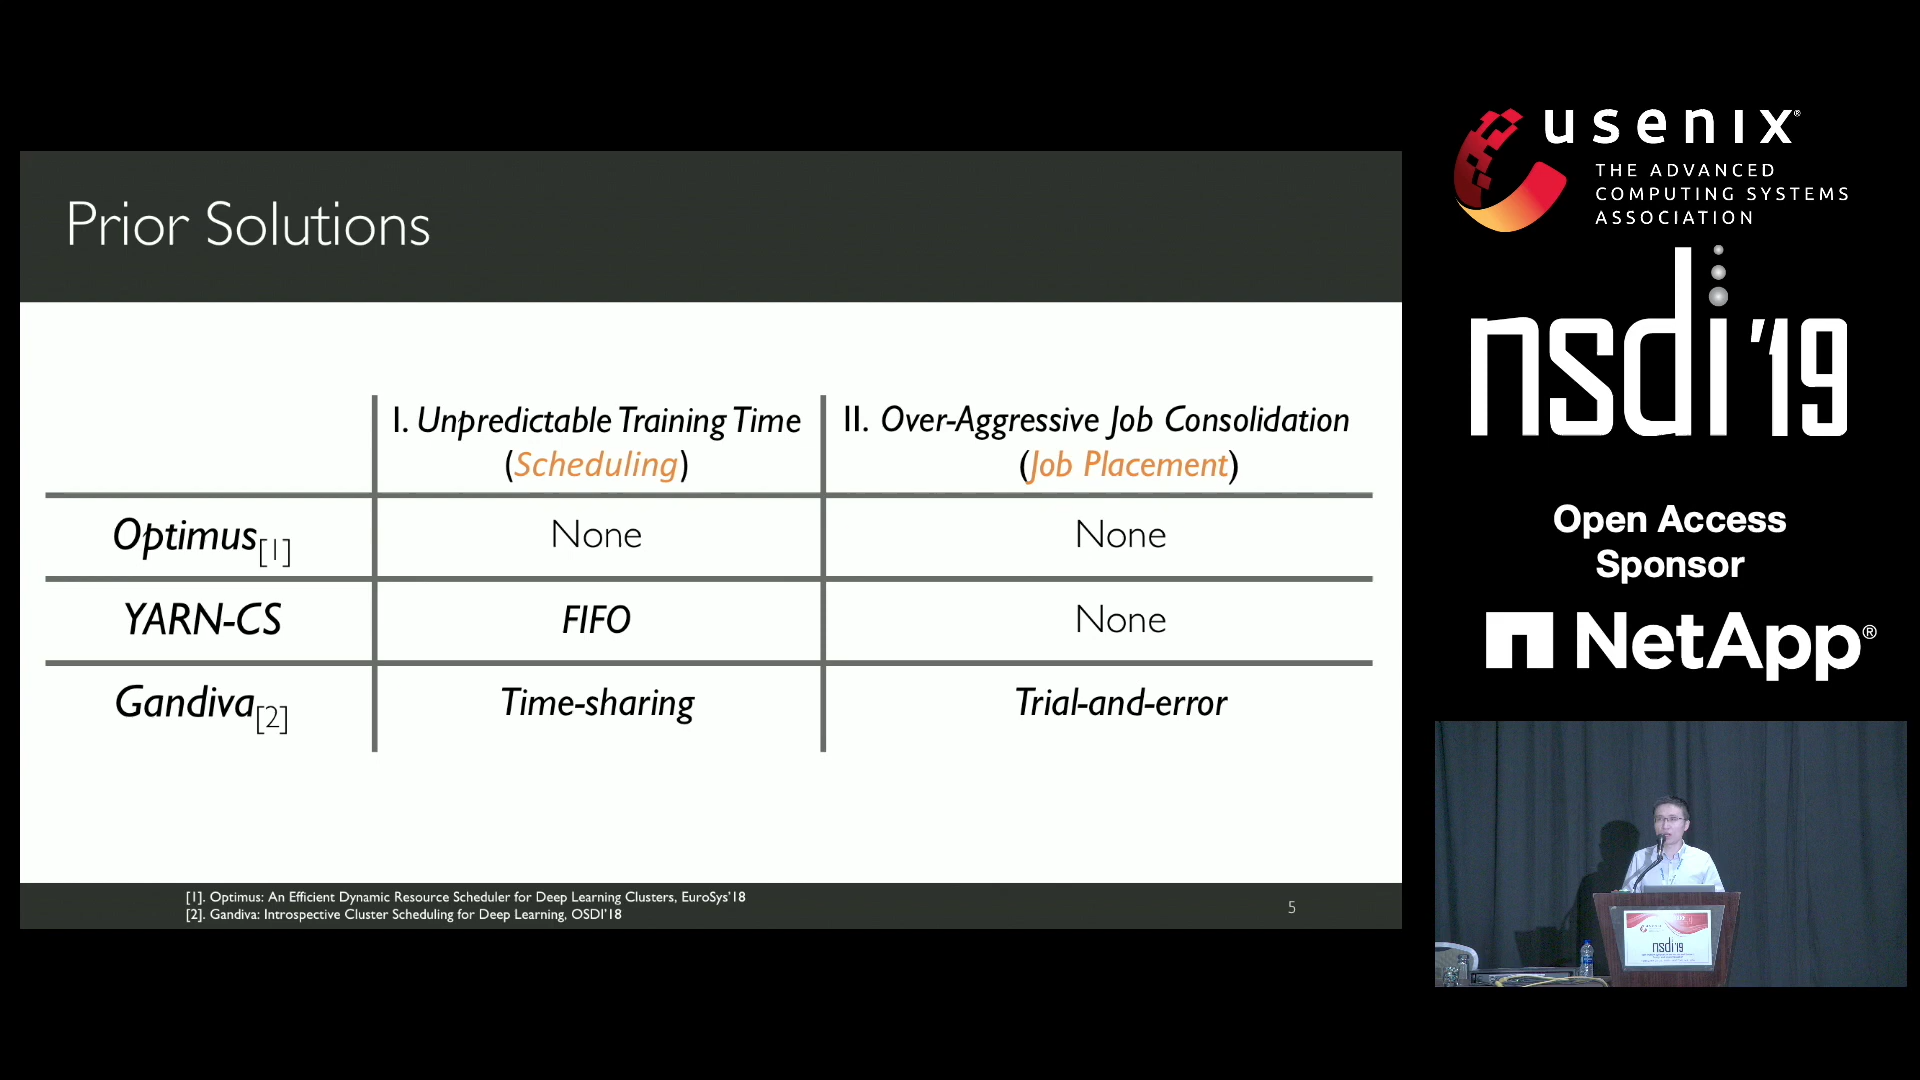 Prior Solutions
I. Unpredictable Training Time
(Scheduling)
II. Over-Aggressive Job Consolidation
(Job Placement)
Optimus[1]
None
None
YARN-CS
FIFO
None
Gandiva[2]
Time-sharing
Trial-and-error
[1]. Optimus: An Efficient Dynamic Resource Scheduler for Deep Learning Clusters, EuroSys'18
[2]. Gandiva: Introspective Cluster Scheduling for Deep Learning, OSDI'18
5
usenix®
THE ADVANCED
COMPUTING SYSTEMS
ASSOCIATION
nsdi '19
Open Access
Sponsor
NetApp®
nsdi'19